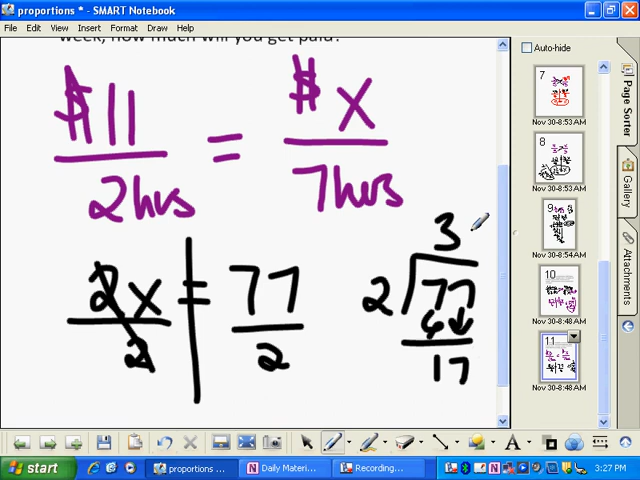 proportions * - SMART Notebook
File Edit View Insert Format Draw Help
week, how much will you get paid?
$11 = $ x
2hrs 7hrs
3
2x = 77 2 77
2 2 6
17
Auto-hide
7
Nov 30-8:53 AM
8
Nov 30-8:53 AM
9
Nov 30-8:54 AM
10
Nov 30-8:48 AM
11
Nov 30-8:48 AM
Page Sorter
Gallery
Attachments
A
start
proportions ...
Daily Materi...
Recording...
3:27 PM